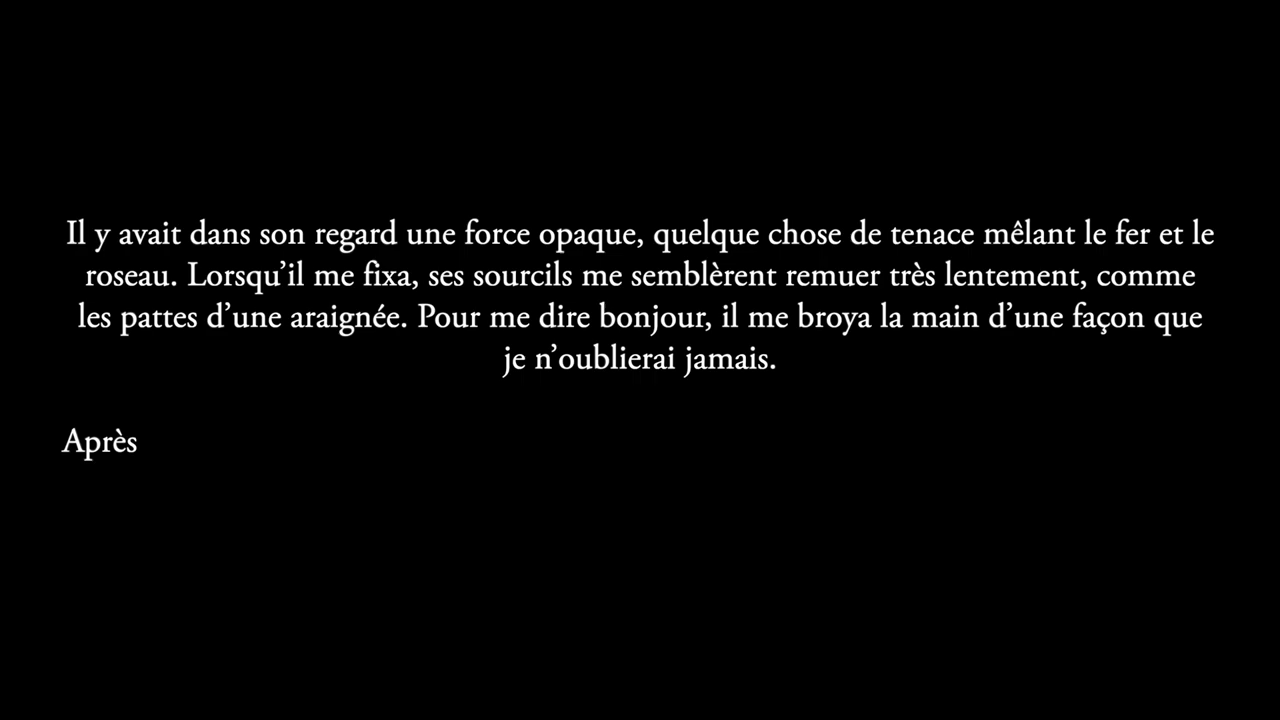 Il y avait dans son regard une force opaque, quelque chose de tenace mêlant le fer et le
roseau. Lorsqu’il me fixa, ses sourcils me semblèrent remuer très lentement, comme
les pattes d’une araignée. Pour me dire bonjour, il me broya la main d’une façon que
je n’oublierai jamais.
Après